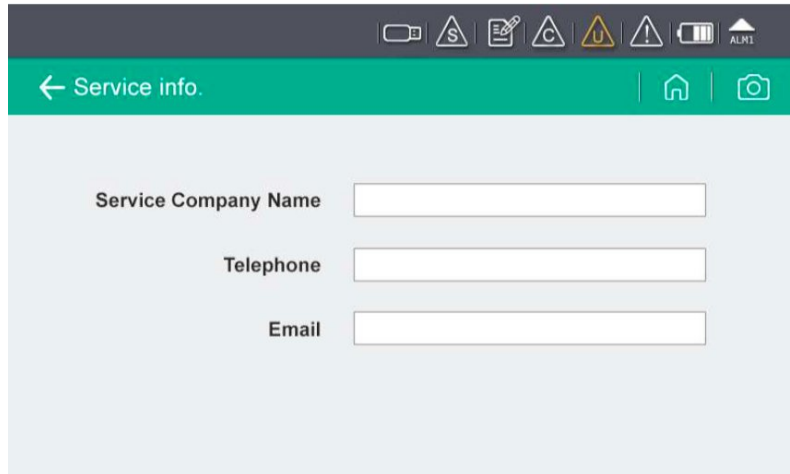 S
C
U
!
ALM1
Service info.
Service Company Name
Telephone
Email